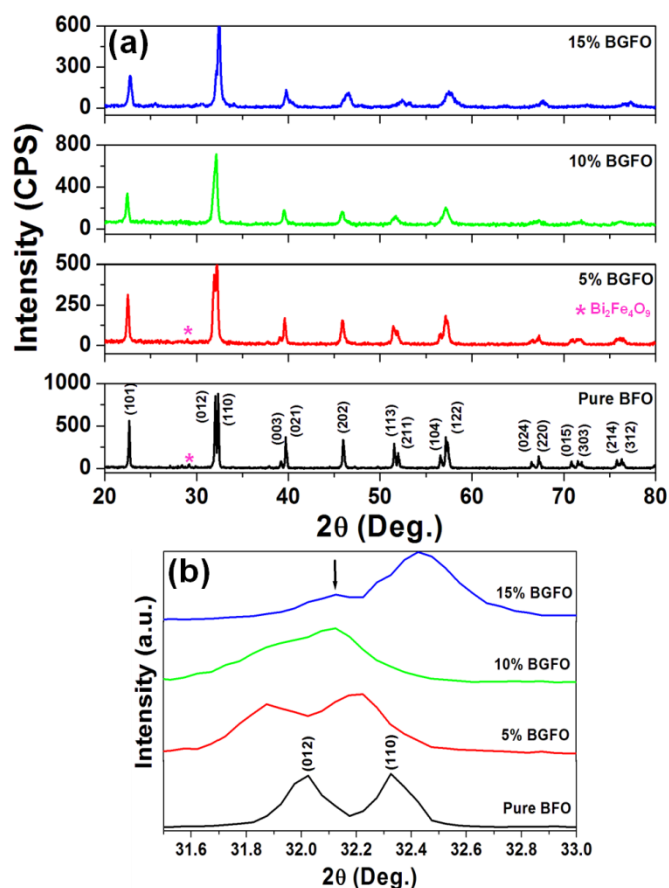 (a)
15% BGFO
600
300
0
10% BGFO
800
400
0
5% BGFO
* Bi₂Fe₄O₉
*
500
250
0
Pure BFO
1000
500
0
(101)
*
(012)
(110)
(003)
(021)
(202)
(113)
(211)
(104)
(122)
(024)
(220)
(015)
(303)
(214)
(312)
Intensity (CPS)
20 30 40 50 60 70 80
2θ (Deg.)
(b)
15% BGFO
10% BGFO
5% BGFO
(012)
(110)
Pure BFO
Intensity (a.u.)
31.6 31.8 32.0 32.2 32.4 32.6 32.8 33.0
2θ (Deg.)